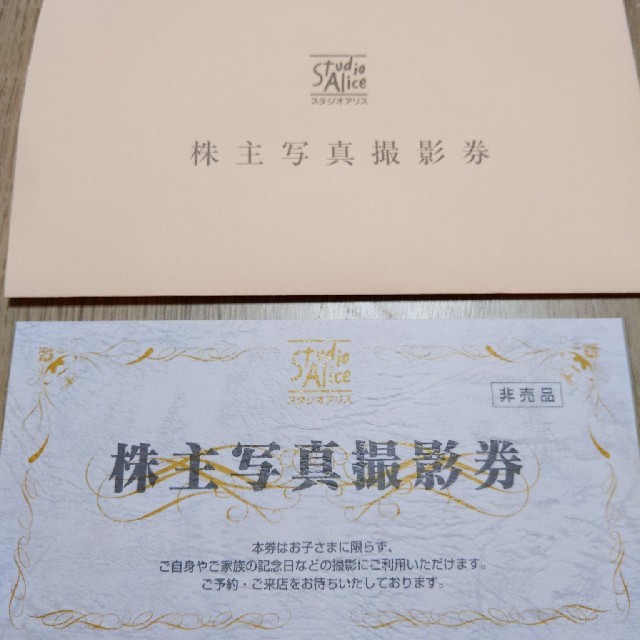 Studio
Alice
スタジオアリス
株主写真撮影券
Studio
Alice
スタジオアリス
非売品
株主写真撮影券
本券はお子さまに限らず、
ご自身やご家族の記念日などの撮影にご利用いただけます。
ご予約・ご来店をお待ちいたしております。